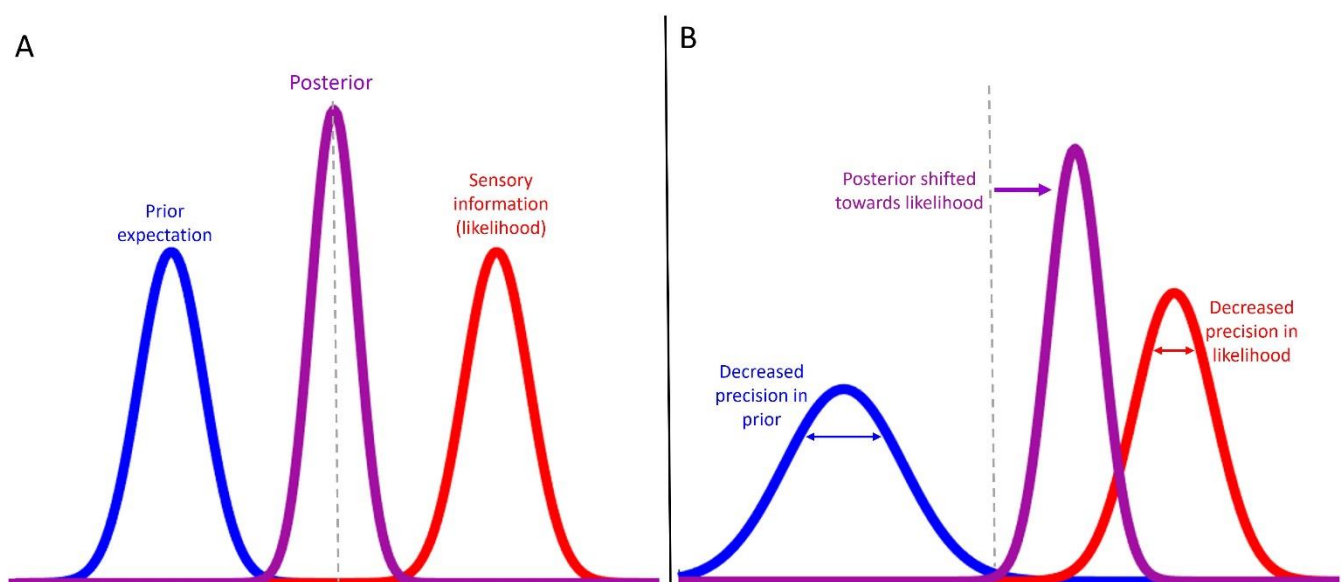 A
Posterior
Prior
expectation
Sensory
information
(likelihood)
B
Posterior shifted
towards likelihood
Decreased
precision in
prior
Decreased
precision in
likelihood